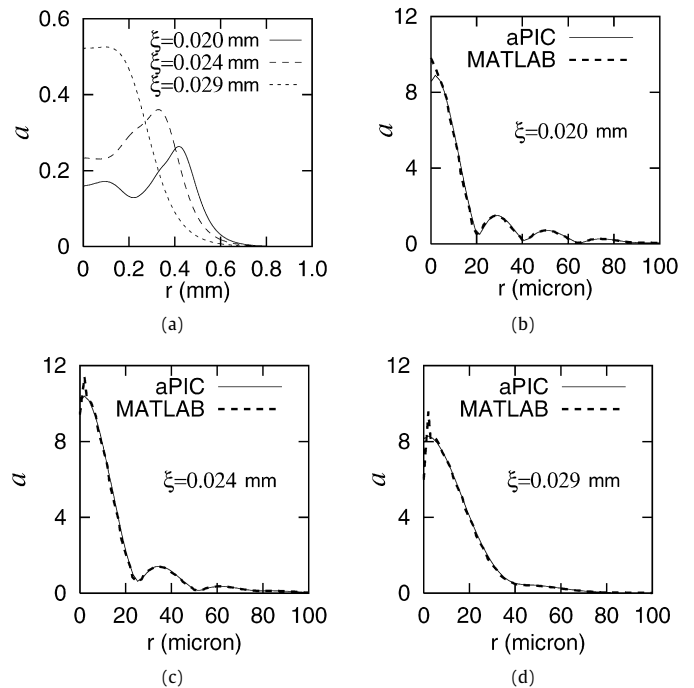 0.6
0.4
0.2
0
a
ξ=0.020 mm
ξ=0.024 mm
ξ=0.029 mm
0 0.2 0.4 0.6 0.8 1.0
r (mm)
(a)
12
8
4
0
a
aPIC
MATLAB
ξ=0.020 mm
0 20 40 60 80 100
r (micron)
(b)
12
8
4
0
a
aPIC
MATLAB
ξ=0.024 mm
0 20 40 60 80 100
r (micron)
(c)
12
8
4
0
a
aPIC
MATLAB
ξ=0.029 mm
0 20 40 60 80 100
r (micron)
(d)